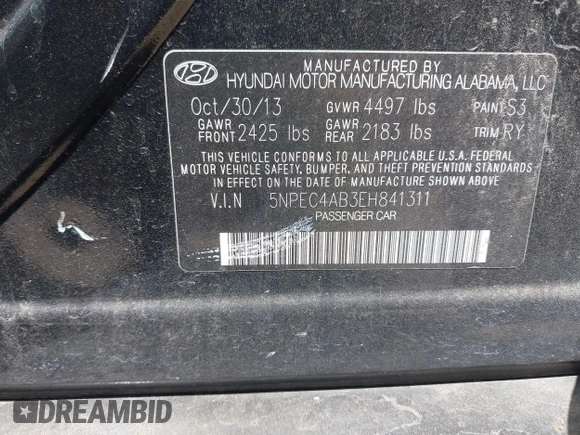 MANUFACTURED BY
HYUNDAI MOTOR MANUFACTURING ALABAMA, LLC
Oct/30/13 GVWR 4497 lbs PAINT S3
GAWR FRONT 2425 lbs GAWR REAR 2183 lbs TRIM RY
THIS VEHICLE CONFORMS TO ALL APPLICABLE U.S.A. FEDERAL
MOTOR VEHICLE SAFETY, BUMPER, AND THEFT PREVENTION STANDARDS
IN EFFECT ON THE DATE OF MANUFACTURE SHOWN ABOVE.
V.I.N 5NPEC4AB3EH841311
PASSENGER CAR
DREAMBID